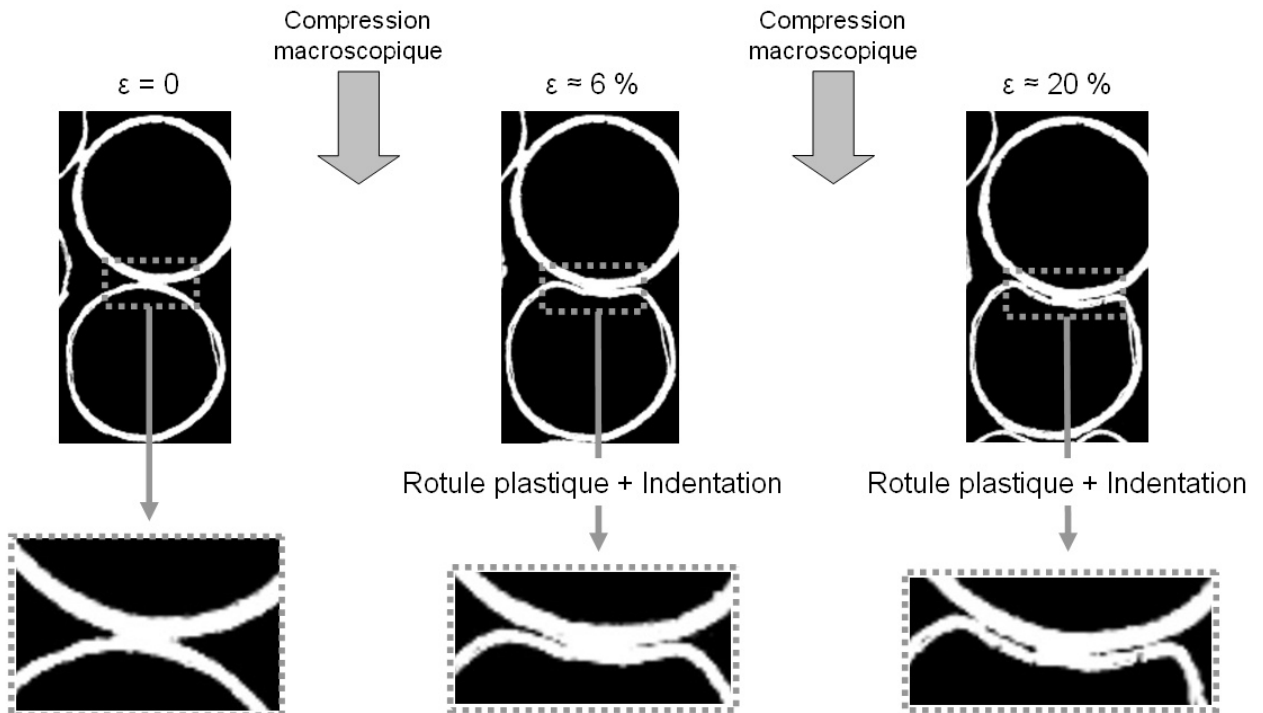 Compression
macroscopique
Compression
macroscopique
ε = 0
ε ≈ 6 %
ε ≈ 20 %
Rotule plastique + Indentation
Rotule plastique + Indentation